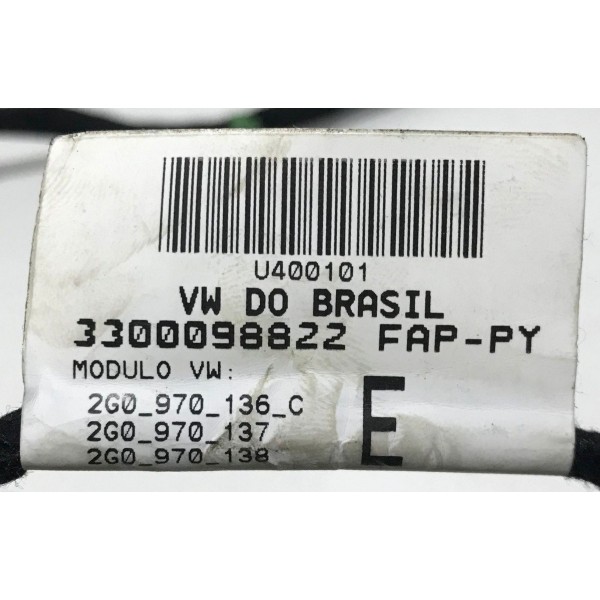 U400101
VW DO BRASIL
3300098822 FAP-PY
MODULO VW:
2G0_970_136_C
2G0_970_137
2G0_970_138
E